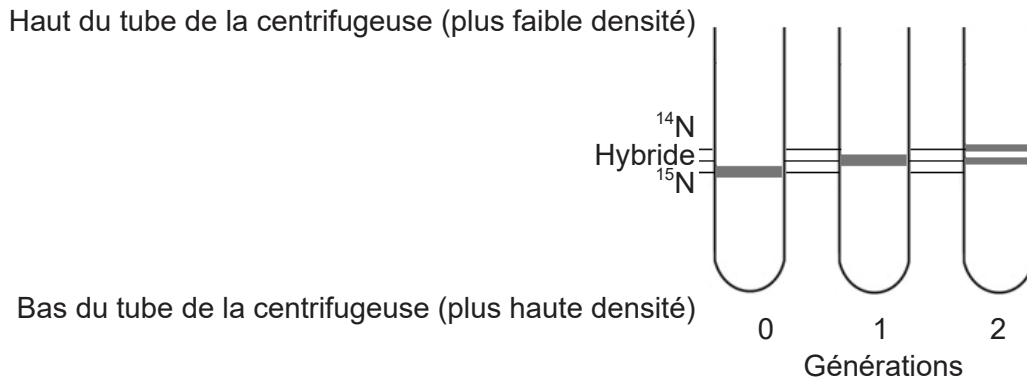 Haut du tube de la centrifugeuse (plus faible densité)
¹⁴N
Hybride
¹⁵N
Bas du tube de la centrifugeuse (plus haute densité)
0 1 2
Générations